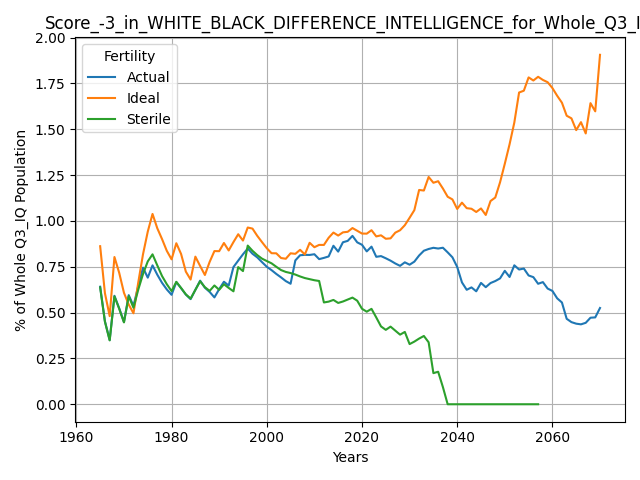 Score_-3_in_WHITE_BLACK_DIFFERENCE_INTELLIGENCE_for_Whole_Q3_I
Fertility
Actual
Ideal
Sterile
% of Whole Q3_IQ Population
2.00
1.75
1.50
1.25
1.00
0.75
0.50
0.25
0.00
1960
1980
2000
2020
2040
2060
Years